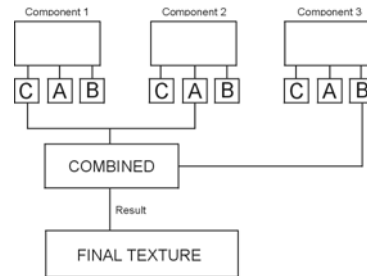 Component 1 Component 2 Component 3
C A B C A B C A B
COMBINED
Result
FINAL TEXTURE